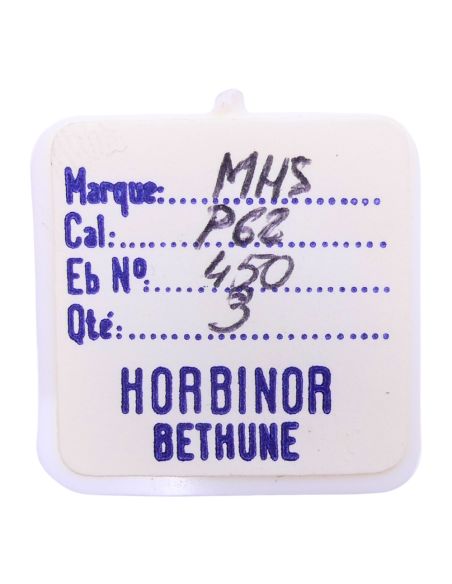 Marque: MHS
Cal: P62
Eb Nº: 450
Qté: 3
HORBINOR
BETHUNE